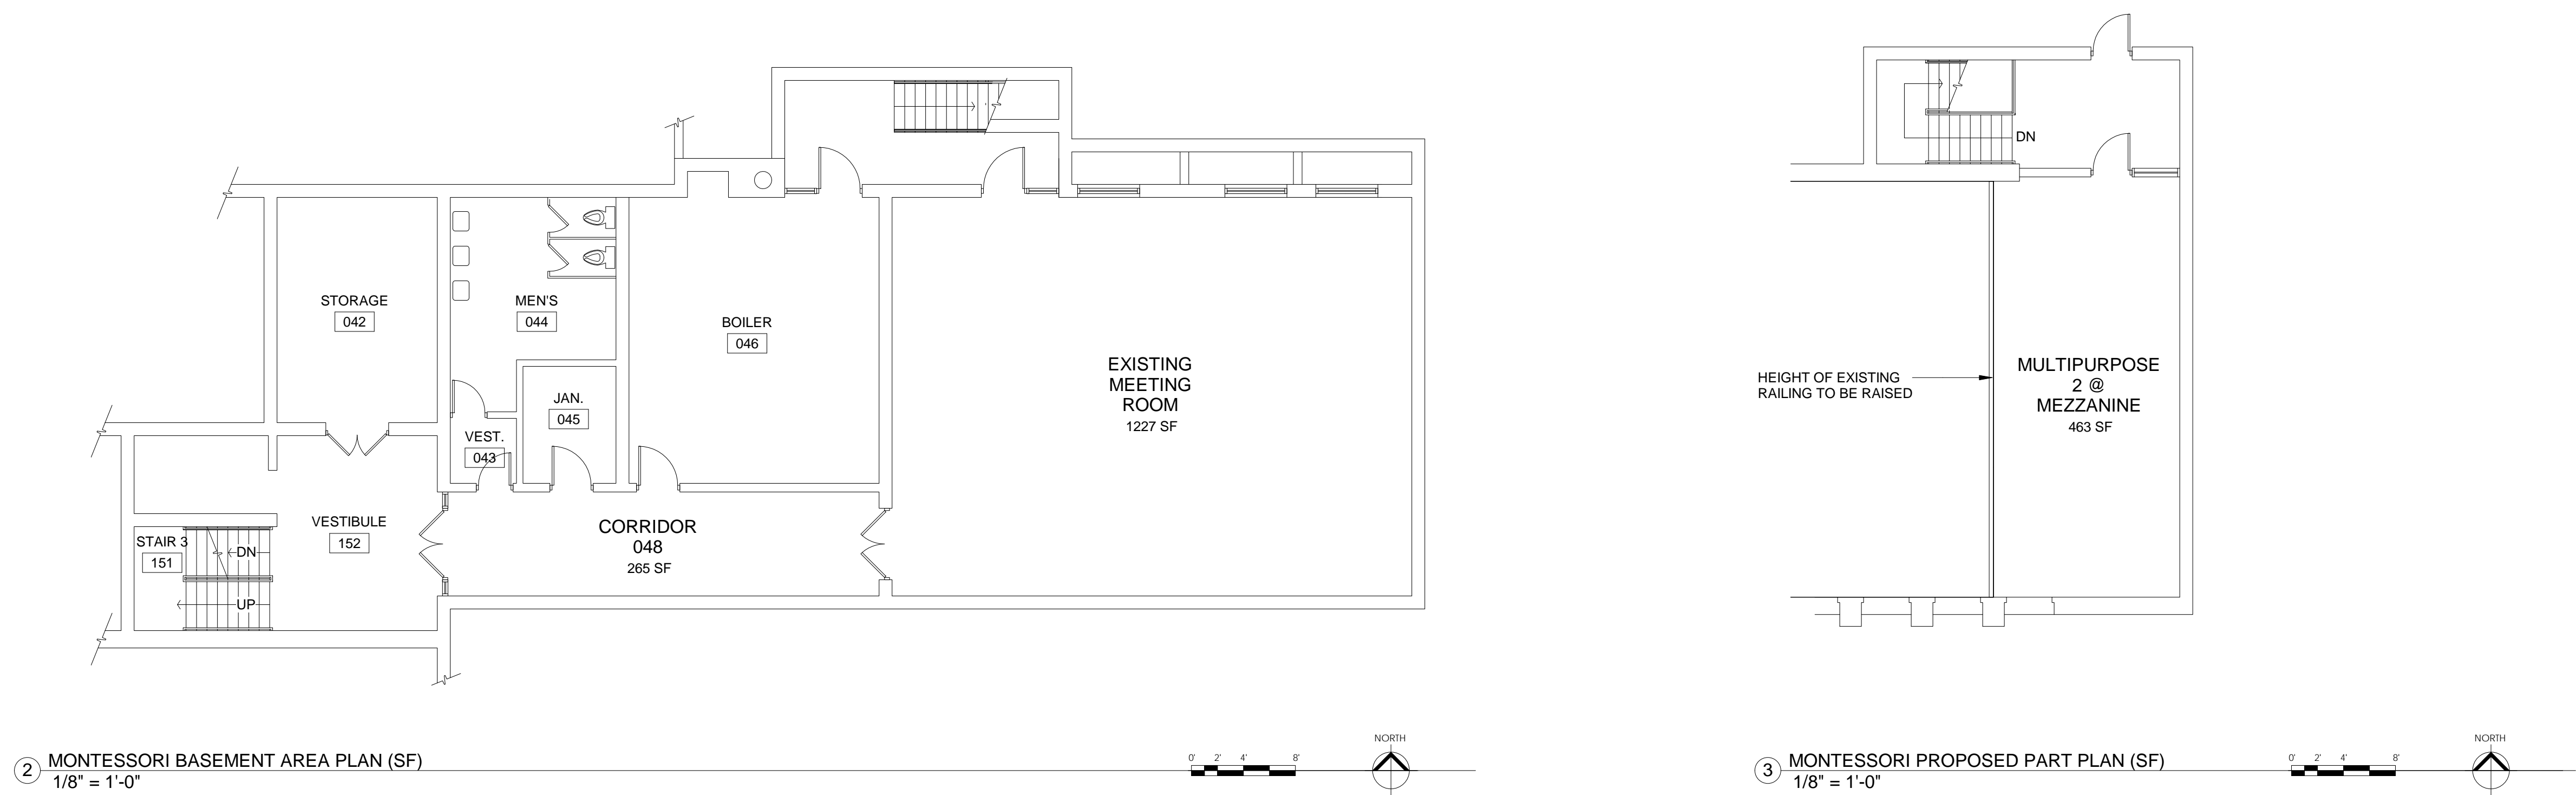 STORAGE
042
MEN'S
044
BOILER
046
JAN.
045
VEST.
043
EXISTING
MEETING
ROOM
1227 SF
STAIR 3
151
DN
UP
VESTIBULE
152
CORRIDOR
048
265 SF
2
MONTESSORI BASEMENT AREA PLAN (SF)
1/8" = 1'-0"
0' 2' 4' 8'
NORTH
DN
HEIGHT OF EXISTING
RAILING TO BE RAISED
MULTIPURPOSE
2 @
MEZZANINE
463 SF
3
MONTESSORI PROPOSED PART PLAN (SF)
1/8" = 1'-0"
0' 2' 4' 8'
NORTH